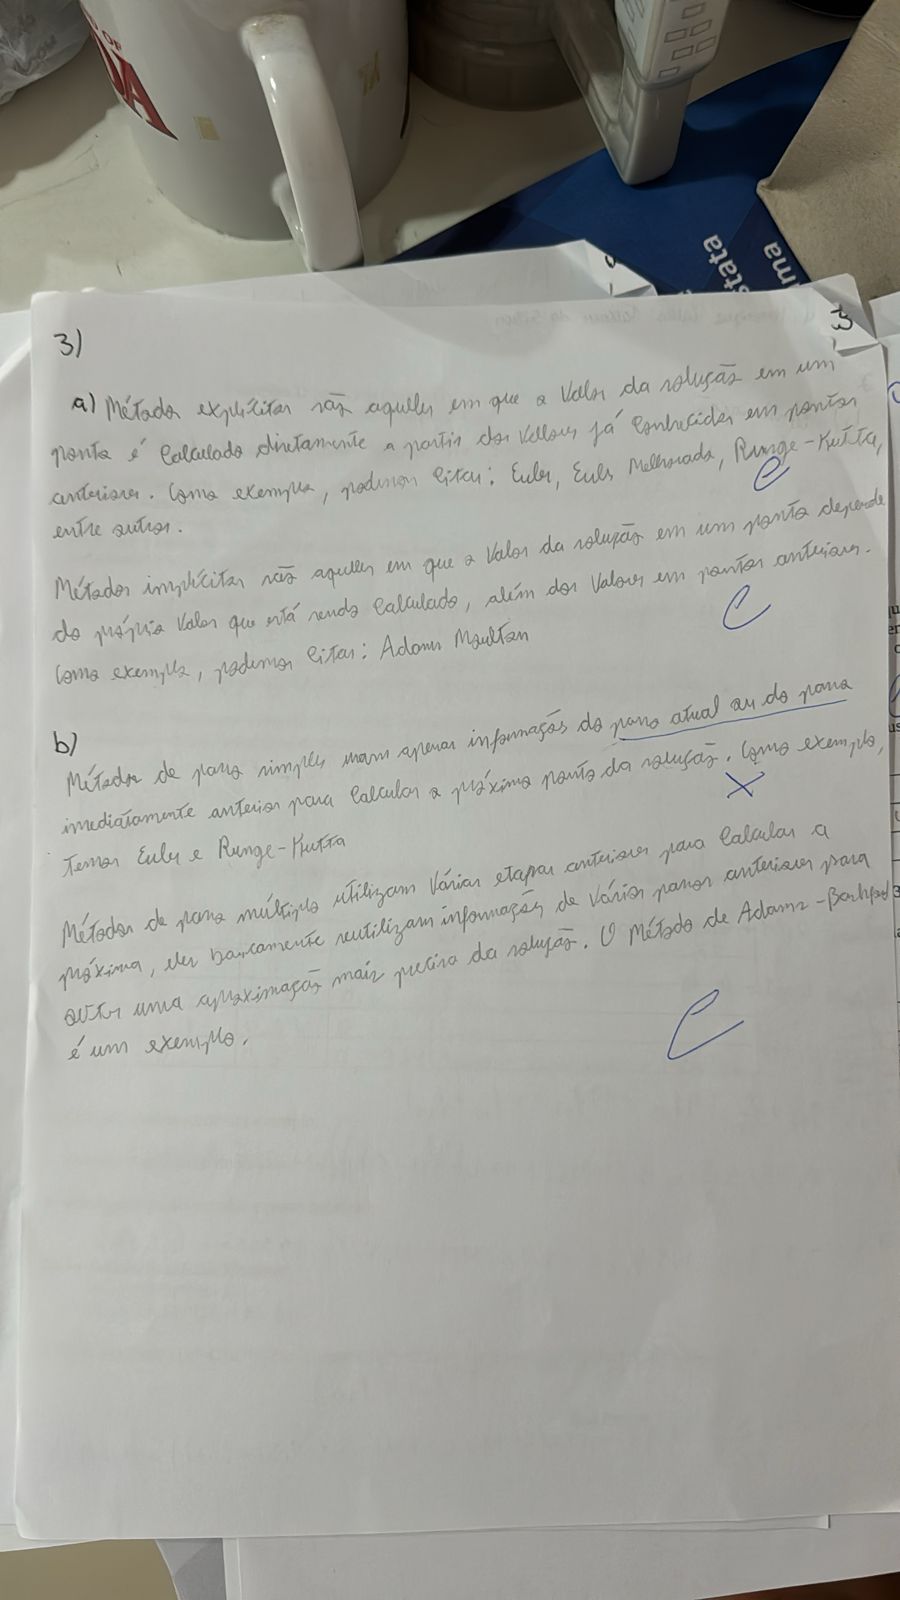 OF
VA
ma
stata
3)
a) Métodos explícitos são aqueles em que o valor da solução em um
ponto é calculado diretamente a partir dos valores já conhecidos em pontos
anteriores. Como exemplo, podemos citar: Euler, Euler Melhorado, Runge-Kutta,
entre outros.
Métodos implícitos são aqueles em que o valor da solução em um ponto depende
do próprio valor que está sendo calculado, além dos valores em pontos anteriores.
Como exemplo, podemos citar: Adams Moulton
b)
Métodos de passo simples usam apenas informações do passo atual ou do passo
imediatamente anterior para calcular o próximo ponto da solução. Como exemplo,
temos Euler e Runge-Kutta
Métodos de passo múltiplo utilizam várias etapas anteriores para calcular a
próxima, eles basicamente reutilizam informações de vários passos anteriores para
obter uma aproximação mais precisa da solução. O Método de Adams-
é um exemplo.